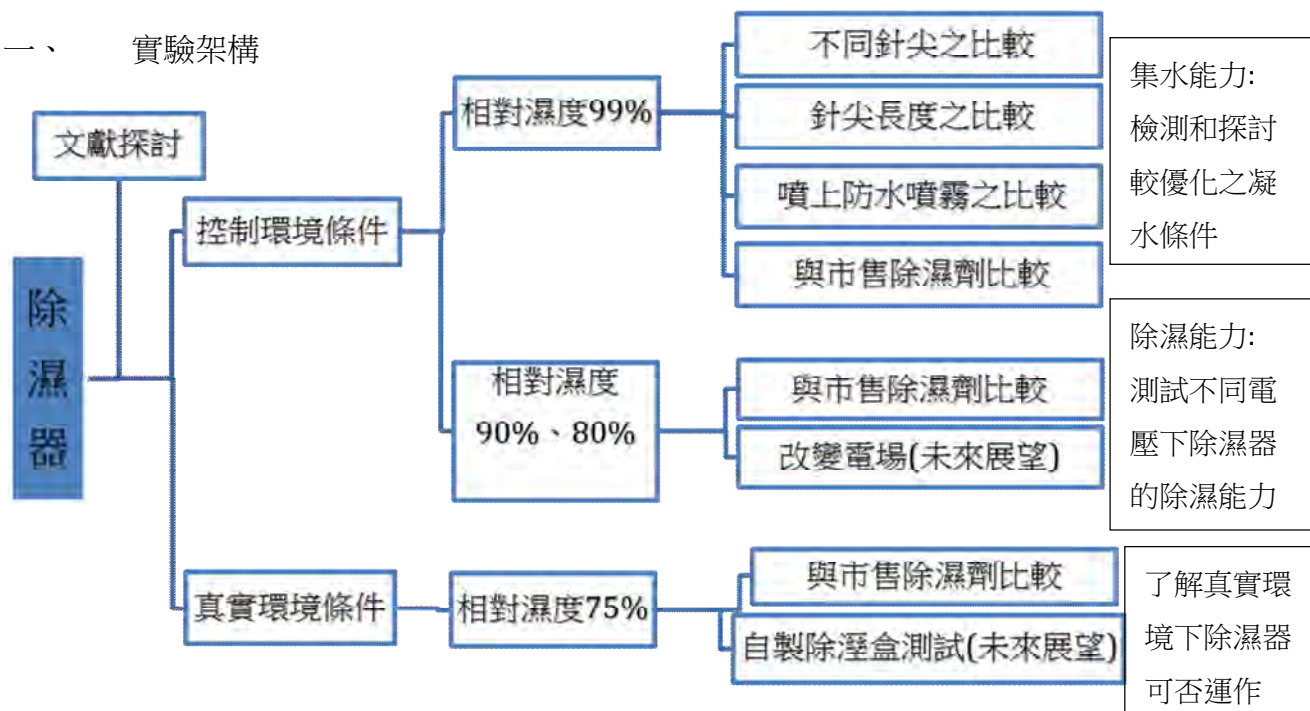 一、 實驗架構
文獻探討
除
濕
器
控制環境條件
相對濕度99%
不同針尖之比較
針尖長度之比較
噴上防水噴霧之比較
與市售除濕劑比較
集水能力:
檢測和探討
較優化之凝
水條件
相對濕度
90%、80%
與市售除濕劑比較
改變電場(未來展望)
除濕能力:
測試不同電
壓下除濕器
的除濕能力
真實環境條件
相對濕度75%
與市售除濕劑比較
自製除溼盒測試(未來展望)
了解真實環
境下除濕器
可否運作